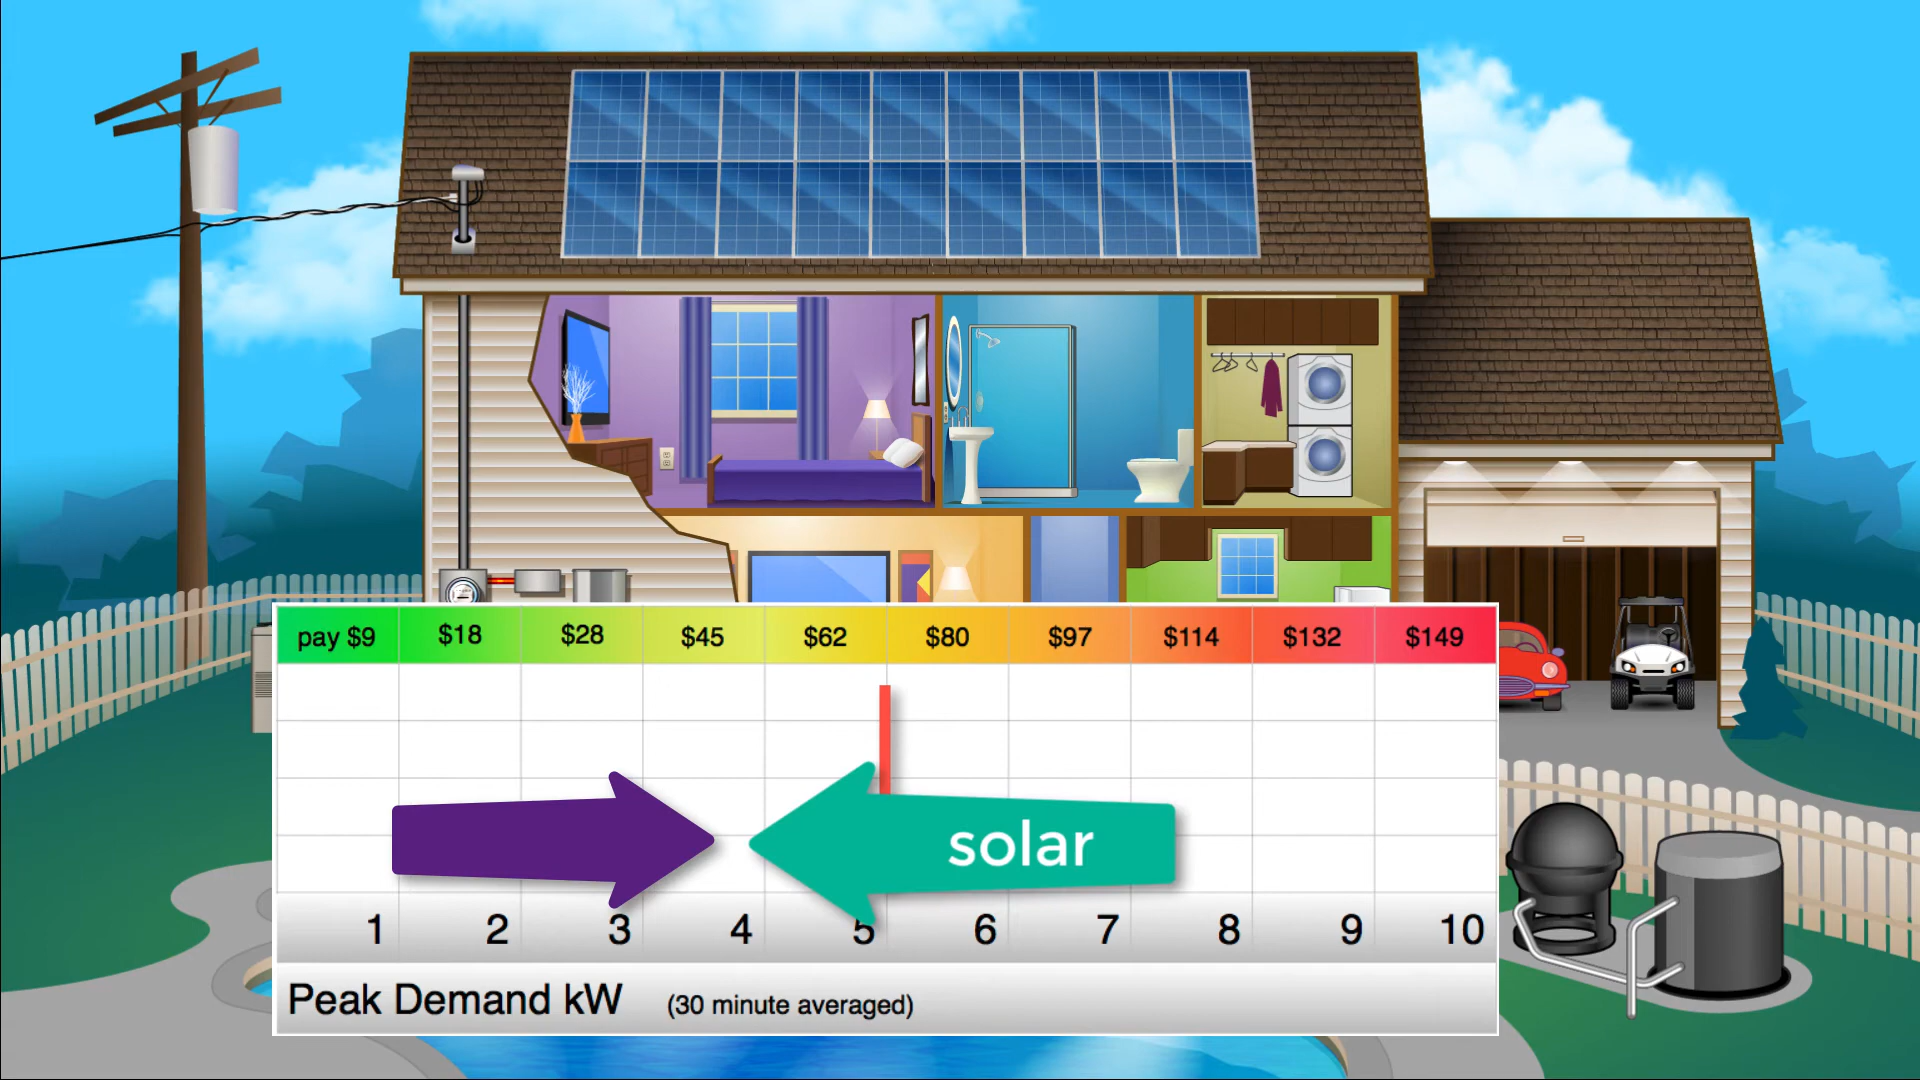 pay $9 $18 $28 $45 $62 $80 $97 $114 $132 $149
solar
1 2 3 4 5 6 7 8 9 10
Peak Demand kW (30 minute averaged)